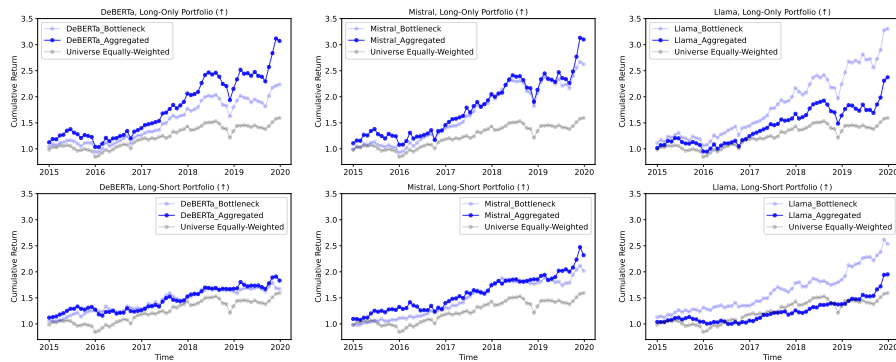 DeBERTa, Long-Only Portfolio (↑)
Cumulative Return
3.5
3.0
2.5
2.0
1.5
1.0
DeBERTa_Bottleneck
DeBERTa_Aggregated
Universe Equally-Weighted
2015 2016 2017 2018 2019 2020
Mistral, Long-Only Portfolio (↑)
Cumulative Return
3.5
3.0
2.5
2.0
1.5
1.0
Mistral_Bottleneck
Mistral_Aggregated
Universe Equally-Weighted
2015 2016 2017 2018 2019 2020
Llama, Long-Only Portfolio (↑)
Cumulative Return
3.5
3.0
2.5
2.0
1.5
1.0
Llama_Bottleneck
Llama_Aggregated
Universe Equally-Weighted
2015 2016 2017 2018 2019 202
DeBERTa, Long-Short Portfolio (↑)
Cumulative Return
3.5
3.0
2.5
2.0
1.5
1.0
DeBERTa_Bottleneck
DeBERTa_Aggregated
Universe Equally-Weighted
2015 2016 2017 2018 2019 2020
Time
Mistral, Long-Short Portfolio (↑)
Cumulative Return
3.5
3.0
2.5
2.0
1.5
1.0
Mistral_Bottleneck
Mistral_Aggregated
Universe Equally-Weighted
2015 2016 2017 2018 2019 2020
Time
Llama, Long-Short Portfolio (↑)
Cumulative Return
3.5
3.0
2.5
2.0
1.5
1.0
Llama_Bottleneck
Llama_Aggregated
Universe Equally-Weighted
2015 2016 2017 2018 2019 202
Time